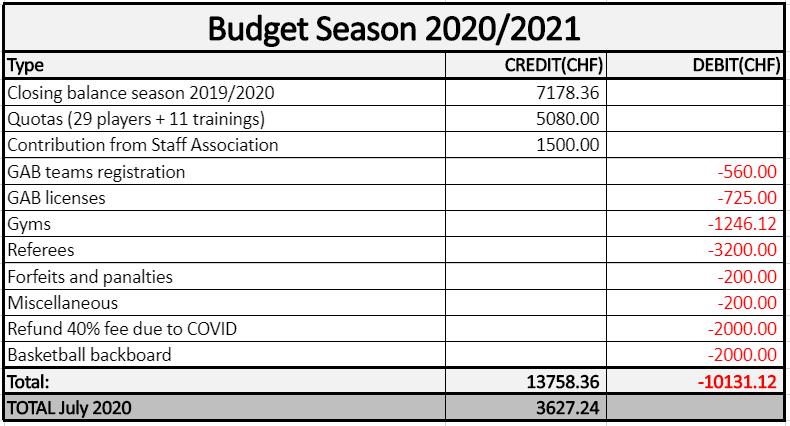 Budget Season 2020/2021
Type CREDIT(CHF) DEBIT(CHF)
Closing balance season 2019/2020 7178.36
Quotas (29 players + 11 trainings) 5080.00
Contribution from Staff Association 1500.00
GAB teams registration -560.00
GAB licenses -725.00
Gyms -1246.12
Referees -3200.00
Forfeits and panalties -200.00
Miscellaneous -200.00
Refund 40% fee due to COVID -2000.00
Basketball backboard -2000.00
Total: 13758.36 -10131.12
TOTAL July 2020 3627.24